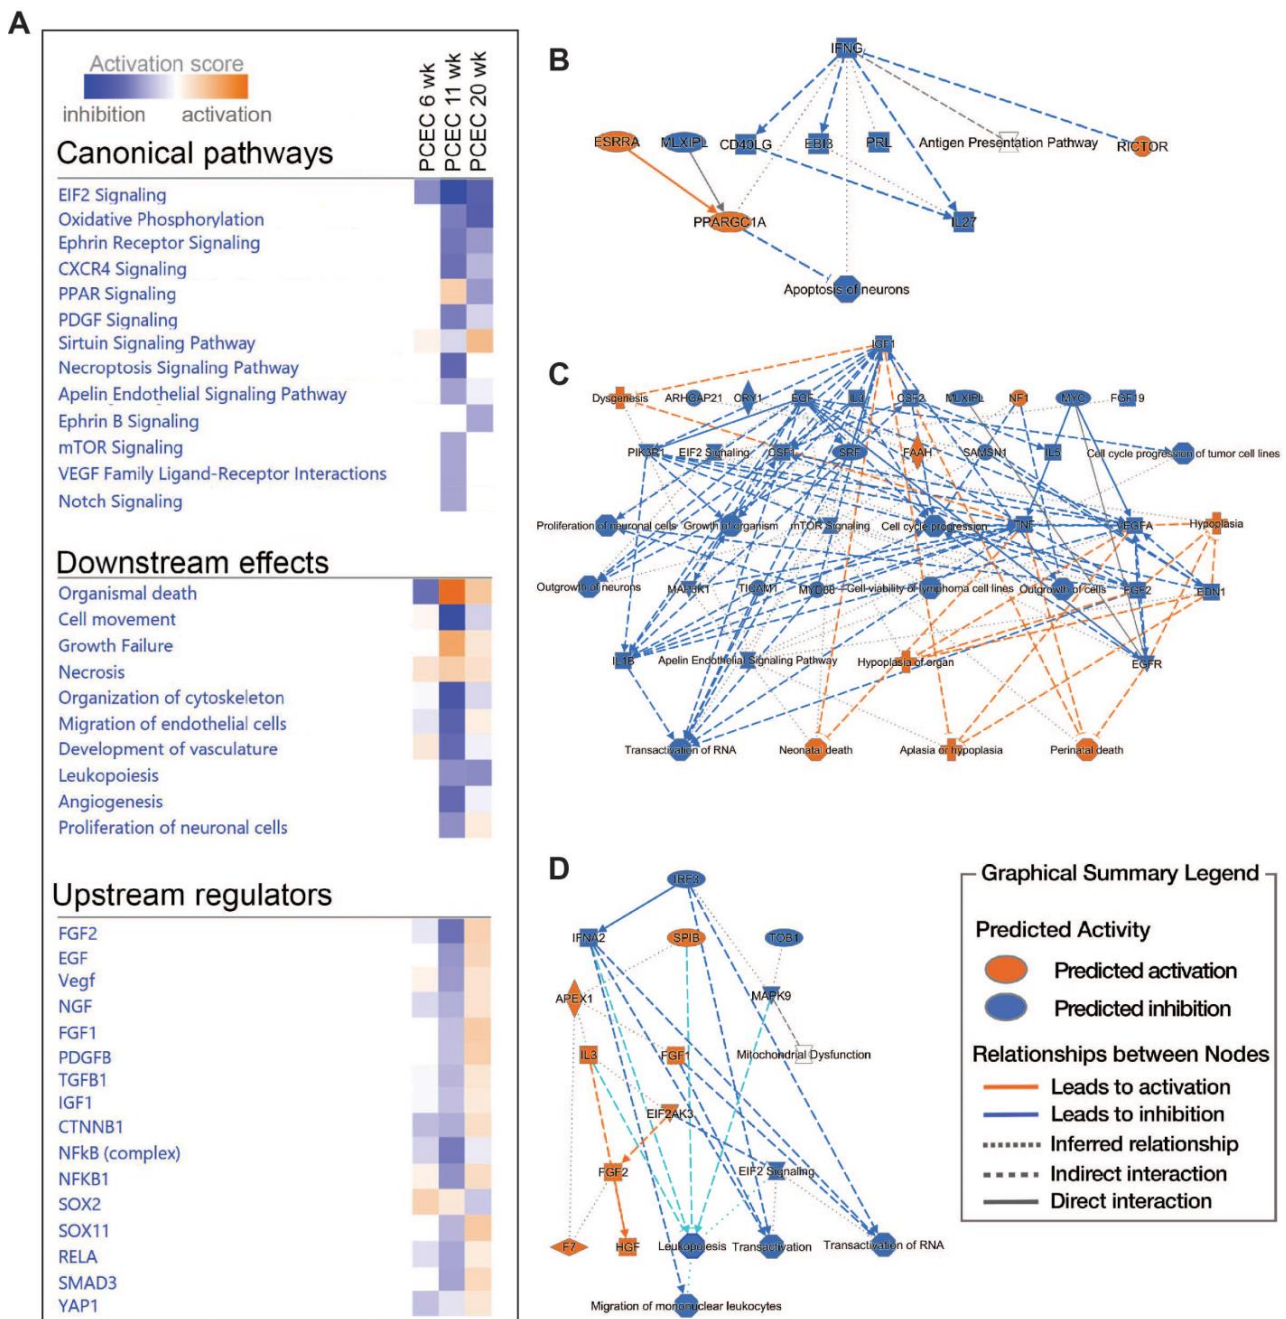 A
Activation score
inhibition
activation
PCEC 6 wk
PCEC 11 wk
PCEC 20 wk
Canonical pathways
EIF2 Signaling
Oxidative Phosphorylation
Ephrin Receptor Signaling
CXCR4 Signaling
PPAR Signaling
PDGF Signaling
Sirtuin Signaling Pathway
Necroptosis Signaling Pathway
Apelin Endothelial Signaling Pathway
Ephrin B Signaling
mTOR Signaling
VEGF Family Ligand-Receptor Interactions
Notch Signaling
Downstream effects
Organismal death
Cell movement
Growth Failure
Necrosis
Organization of cytoskeleton
Migration of endothelial cells
Development of vasculature
Leukopoiesis
Angiogenesis
Proliferation of neuronal cells
Upstream regulators
FGF2
EGF
Vegf
NGF
FGF1
PDGFB
TGFB1
IGF1
CTNNB1
NFkB (complex)
NFKB1
SOX2
SOX11
RELA
SMAD3
YAP1
B
IFNG
ESRRA
MLXIPL
CD40LG
EBI3
PRL
Antigen Presentation Pathway
RICTOR
PPARGC1A
IL27
Apoptosis of neurons
C
IGF1
Dysgenesis
ARHGAP21
CRY1
EGF
IL3
CSF2
MLXIPL
NF1
MYC
FGF19
PIK3R1
EIF2 Signaling
CSF1
SRF
FAAH
SAMSN1
IL5
Cell cycle progression of tumor cell lines
Proliferation of neuronal cells
Growth of organism
mTOR Signaling
Cell cycle progression
TNF
VEGFA
Hypoplasia
Outgrowth of neurons
MAP3K1
TICAM1
MYD88
Cell viability of lymphoma cell lines
Outgrowth of cells
FGF2
EDN1
IL1B
Apelin Endothelial Signaling Pathway
Hypoplasia of organ
EGFR
Transactivation of RNA
Neonatal death
Aplasia or hypoplasia
Perinatal death
D
IRF3
IFNA2
SPIB
TOB1
APEX1
MAPK9
IL3
FGF1
Mitochondrial Dysfunction
EIF2AK3
FGF2
EIF2 Signaling
F7
HGF
Leukopoiesis
Transactivation
Transactivation of RNA
Migration of mononuclear leukocytes
Graphical Summary Legend
Predicted Activity
Predicted activation
Predicted inhibition
Relationships between Nodes
Leads to activation
Leads to inhibition
Inferred relationship
Indirect interaction
Direct interaction